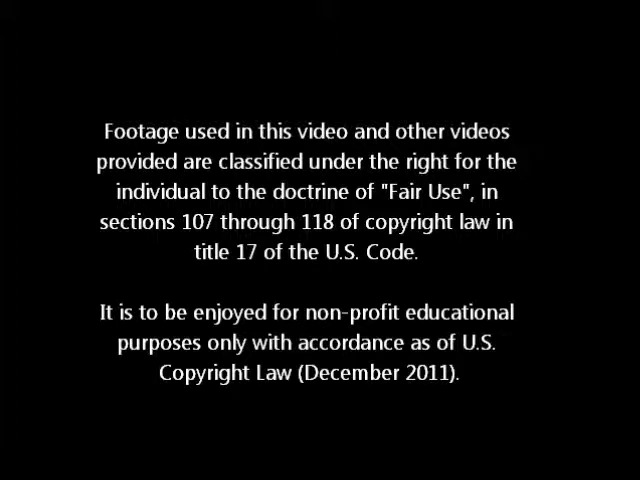 Footage used in this video and other videos
provided are classified under the right for the
individual to the doctrine of "Fair Use", in
sections 107 through 118 of copyright law in
title 17 of the U.S. Code.
It is to be enjoyed for non-profit educational
purposes only with accordance as of U.S.
Copyright Law (December 2011).